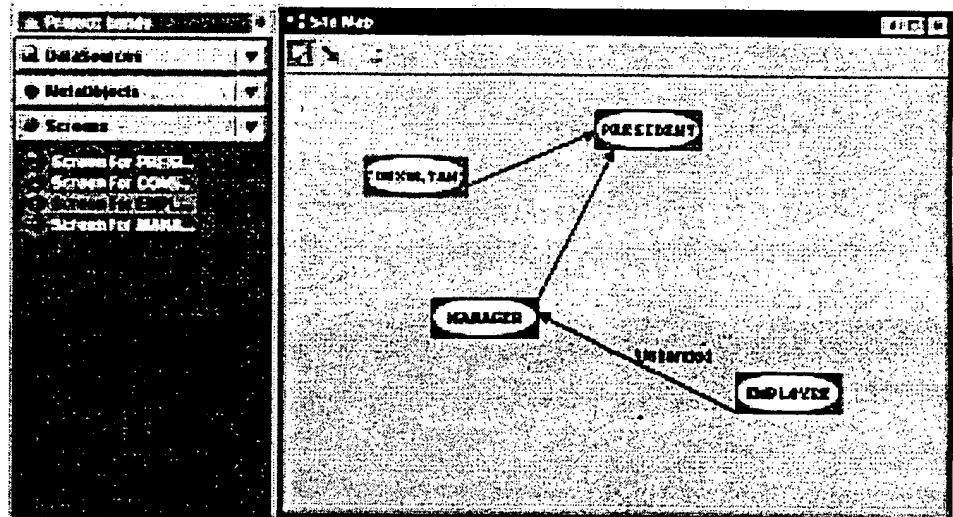 Site Map
DataSources
MetaObjects
Screens
Screen For PRESI...
Screen For CONS...
Screen For EMPL...
Screen For MANA...
PRESIDENT
MANAGER
EMPLOYEE